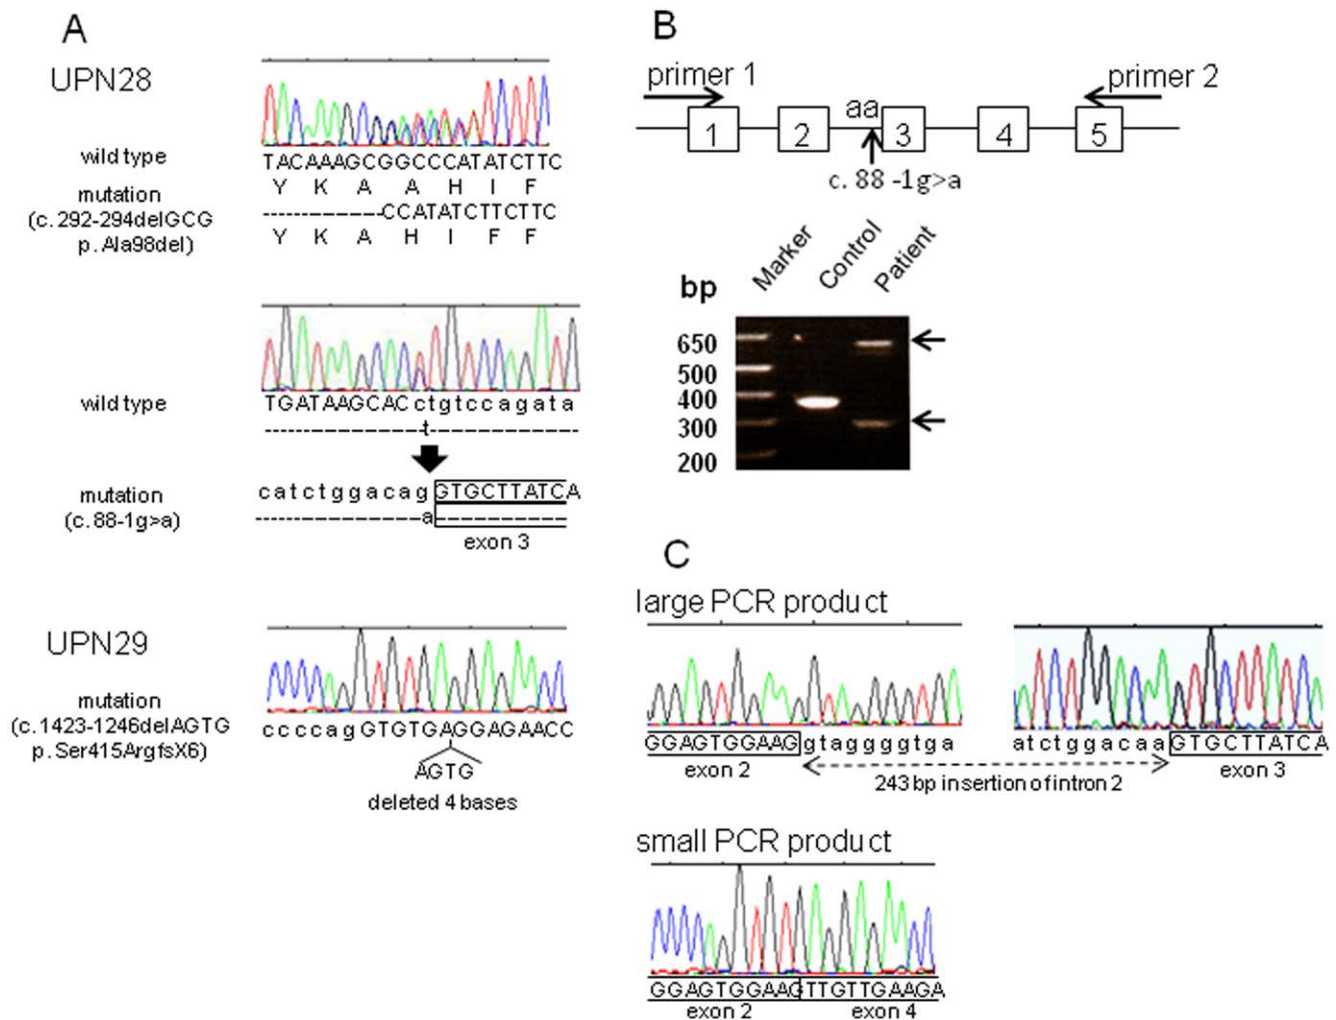 A
UPN28
wild type
TACAAAGCGGCCCATATCTTC
Y K A A H I F
mutation
(c. 292-294delGCG
p. Ala98del)
-------------CCATATCTTCTTC
Y K A H I F F
wild type
TGATAAGCACctgtccagata
----------------t---------------
mutation
(c. 88-1g>a)
catctggacagGTGCTTATCA
-----------------a-------------
exon 3
UPN29
mutation
(c.1423-1246delAGTG
p. Ser415ArgfsX6)
ccccagGTGTGAGGAGAACC
AGTG
deleted 4 bases
B
primer 1
primer 2
aa
1 2 3 4 5
c. 88 -1g>a
Marker
Control
Patient
bp
650
500
400
300
200
C
large PCR product
GGAGTGGAAGgtaggggtga
atctggacaaGTGCTTATCA
exon 2
exon 3
243 bp insertion of intron 2
small PCR product
GGAGTGGAAGTTGTTGAAGA
exon 2
exon 4